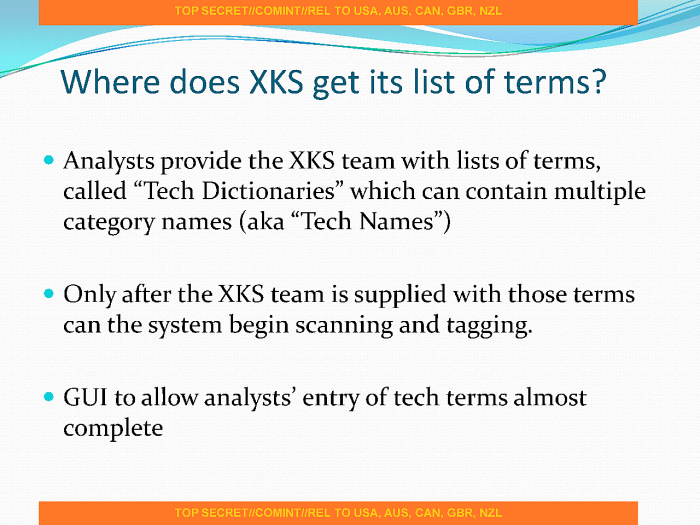 TOP SECRET//COMINT//REL TO USA, AUS, CAN, GBR, NZL
Where does XKS get its list of terms?
• Analysts provide the XKS team with lists of terms,
called “Tech Dictionaries” which can contain multiple
category names (aka “Tech Names”)
• Only after the XKS team is supplied with those terms
can the system begin scanning and tagging.
• GUI to allow analysts’ entry of tech terms almost
complete
TOP SECRET//COMINT//REL TO USA, AUS, CAN, GBR, NZL